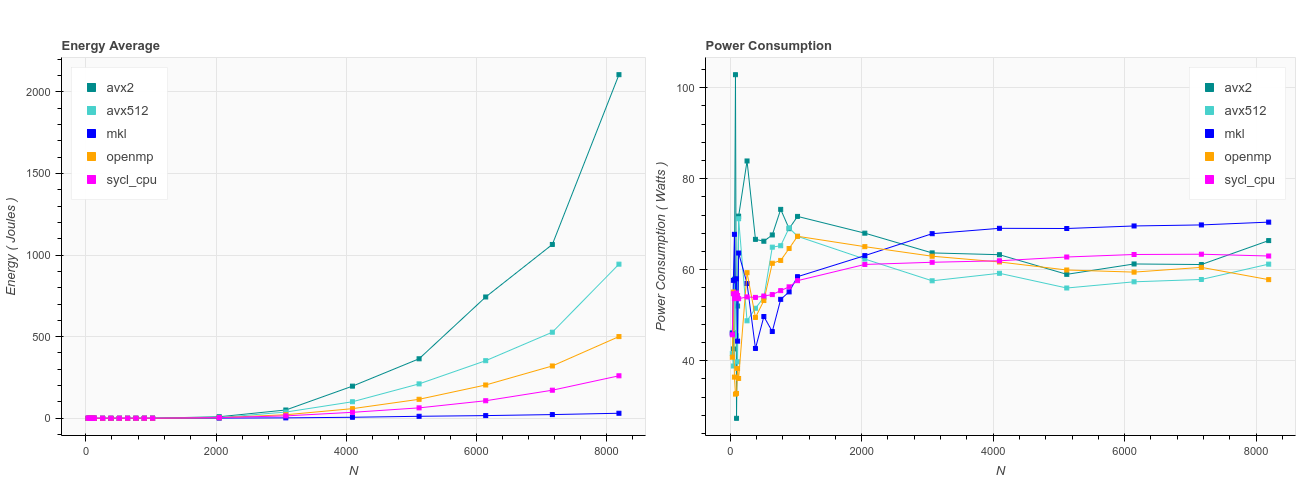 Energy Average
Energy ( Joules )
2000
1500
1000
500
0
avx2
avx512
mkl
openmp
sycl_cpu
0
2000
4000
6000
8000
N
Power Consumption
Power Consumption ( Watts )
100
80
60
40
avx2
avx512
mkl
openmp
sycl_cpu
0
2000
4000
6000
8000
N